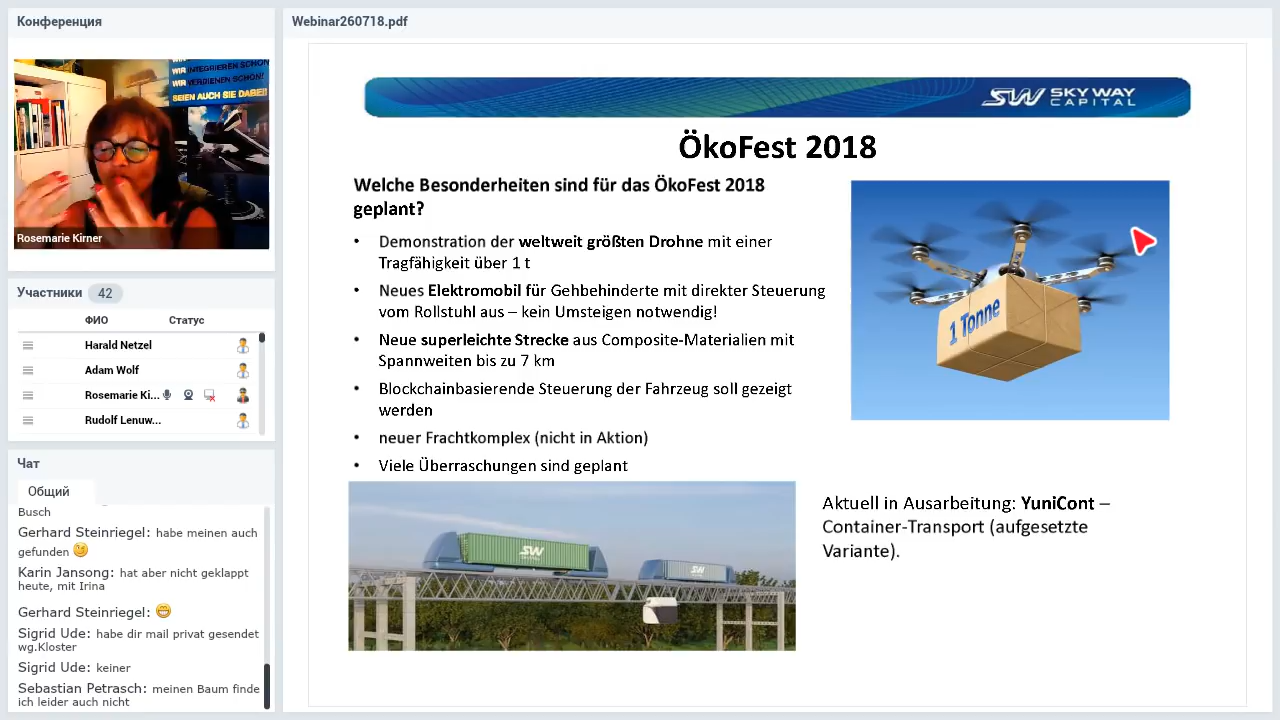 Конференция
WIR INTEGRIEREN SCHON!
WIR VERDIENEN SCHON!
SEIEN AUCH SIE DABEI!
Rosemarie Kirner
Участники 42
ФИО Статус
Harald Netzel
Adam Wolf
Rosemarie Ki...
Rudolf Lenuw...
Чат
Общий
Busch
Gerhard Steinriegel: habe meinen auch
gefunden
Karin Jansong: hat aber nicht geklappt
heute, mit Irina
Gerhard Steinriegel:
Sigrid Ude: habe dir mail privat gesendet
wg.Kloster
Sigrid Ude: keiner
Sebastian Petrasch: meinen Baum finde
ich leider auch nicht
Webinar260718.pdf
SW SKY WAY
CAPITAL
ÖkoFest 2018
Welche Besonderheiten sind für das ÖkoFest 2018
geplant?
• Demonstration der weltweit größten Drohne mit einer
Tragfähigkeit über 1 t
• Neues Elektromobil für Gehbehinderte mit direkter Steuerung
vom Rollstuhl aus – kein Umsteigen notwendig!
• Neue superleichte Strecke aus Composite-Materialien mit
Spannweiten bis zu 7 km
• Blockchainbasierende Steuerung der Fahrzeug soll gezeigt
werden
• neuer Frachtkomplex (nicht in Aktion)
• Viele Überraschungen sind geplant
1 Tonne
SW
SW
Aktuell in Ausarbeitung: YuniCont –
Container-Transport (aufgesetzte
Variante).